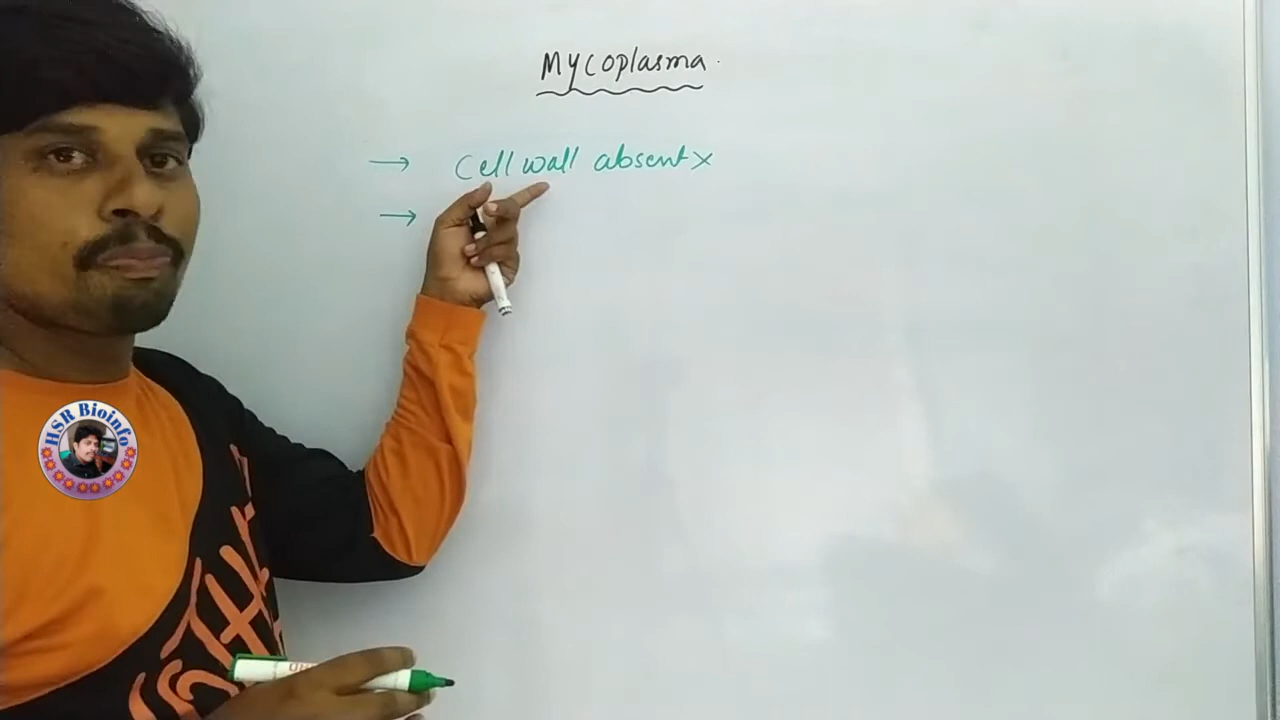 Mycoplasma
→ Cell wall absent ×
→
HSR Bioinfo